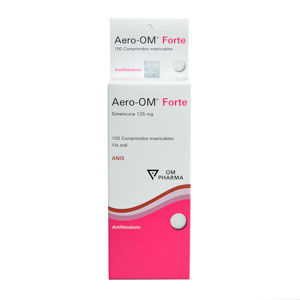 Aero-OM® Forte
100 Comprimidos masticables
Antiflatulento
Aero-OM® Forte
Simeticona 125 mg
100 Comprimidos masticables
Vía oral
ANIS
OM
PHARMA
Antiflatulento